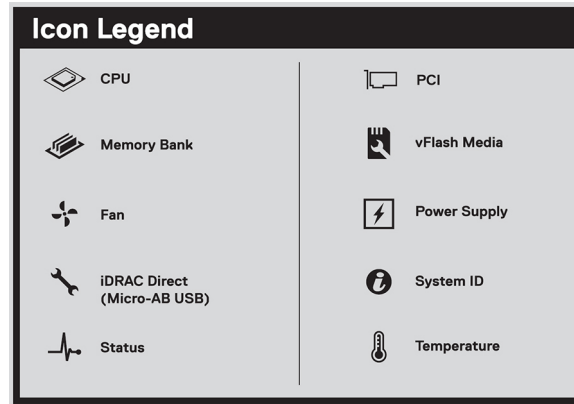 Icon Legend
CPU
Memory Bank
Fan
iDRAC Direct
(Micro-AB USB)
Status
PCI
vFlash Media
Power Supply
System ID
Temperature